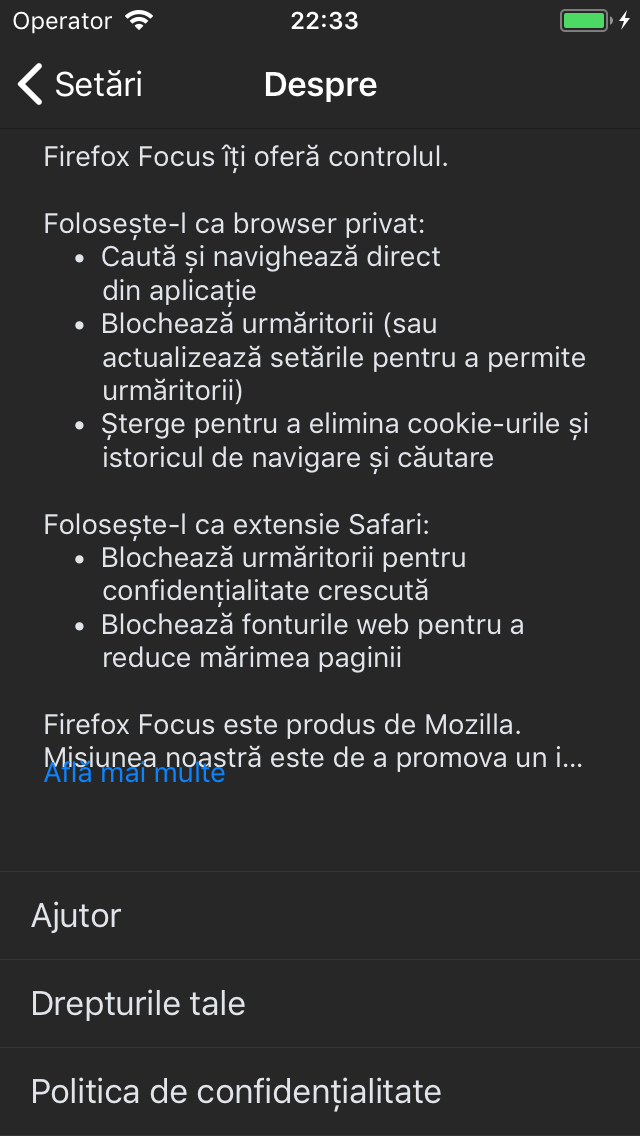 Operator 22:33
Setări Despre
Firefox Focus îți oferă controlul.
Folosește-l ca browser privat:
• Caută și navighează direct
din aplicație
• Blochează urmăritorii (sau
actualizează setările pentru a permite
urmăritorii)
• Șterge pentru a elimina cookie-urile și
istoricul de navigare și căutare
Folosește-l ca extensie Safari:
• Blochează urmăritorii pentru
confidențialitate crescută
• Blochează fonturile web pentru a
reduce mărimea paginii
Firefox Focus este produs de Mozilla.
Misiunea noastră este de a promova un i...
Află mai multe
Ajutor
Drepturile tale
Politica de confidențialitate